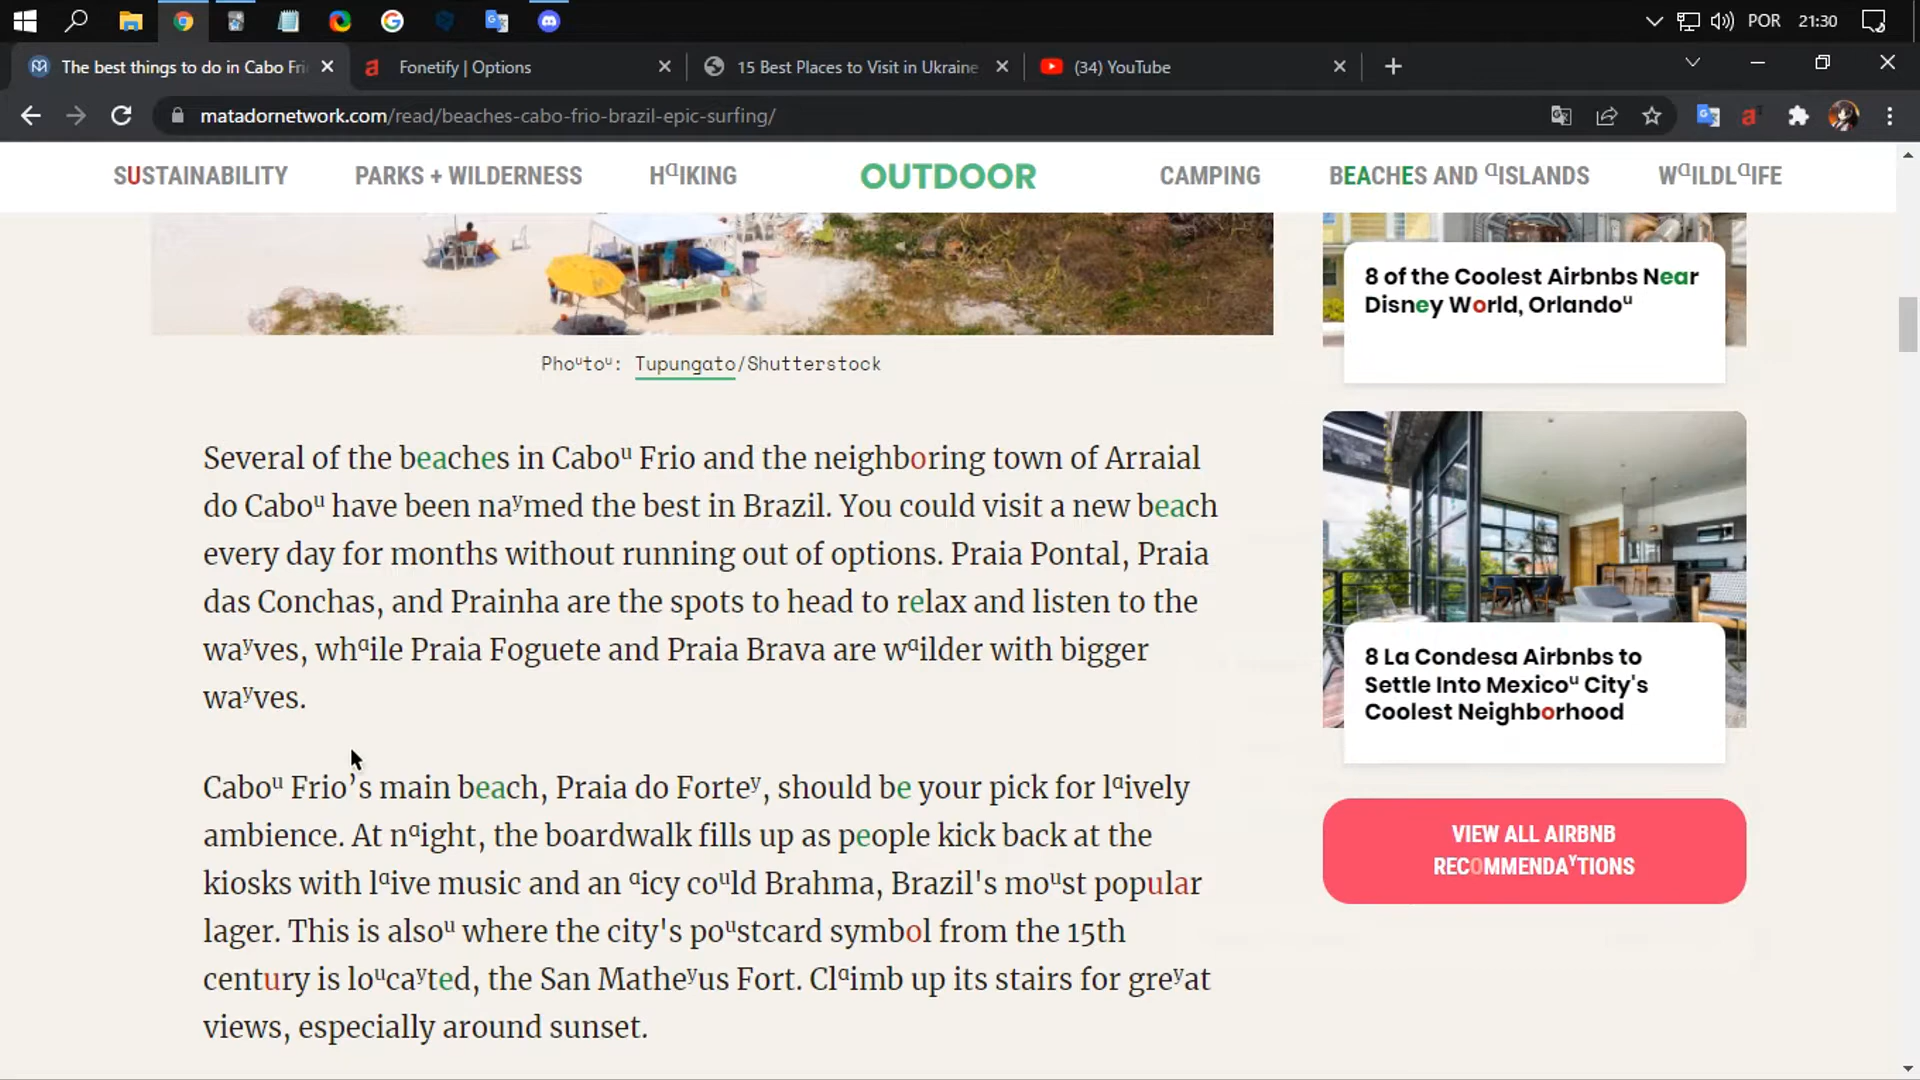 POR 21:30
The best things to do in Cabo Fri
Fonetify | Options
15 Best Places to Visit in Ukraine
(34) YouTube
matadornetwork.com/read/beaches-cabo-frio-brazil-epic-surfing/
SUSTAINABILITY PARKS + WILDERNESS HᵅIKING OUTDOOR CAMPING BEACHES AND ᵅISLANDS WᵅILDLᵅIFE
Phoᵘtoᵘ: Tupungato/Shutterstock
Several of the beaches in Caboᵘ Frio and the neighboring town of Arraial
do Caboᵘ have been naʸmed the best in Brazil. You could visit a new beach
every day for months without running out of options. Praia Pontal, Praia
das Conchas, and Prainha are the spots to head to relax and listen to the
waʸves, whᵅile Praia Foguete and Praia Brava are wᵅilder with bigger
waʸves.
Caboᵘ Frio’s main beach, Praia do Forteʸ, should be your pick for lᵅively
ambience. At nᵅight, the boardwalk fills up as people kick back at the
kiosks with lᵅive music and an ᵅicy coᵘld Brahma, Brazil's moᵘst popular
lager. This is alsoᵘ where the city's poᵘstcard symbol from the 15th
century is loᵘcaʸted, the San Matheʸus Fort. Clᵅimb up its stairs for greʸat
views, especially around sunset.
8 of the Coolest Airbnbs Near
Disney World, Orlandoᵘ
8 La Condesa Airbnbs to
Settle Into Mexicoᵘ City's
Coolest Neighborhood
VIEW ALL AIRBNB
RECOMMENDAʸTIONS